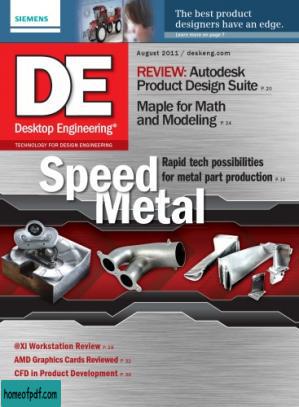 SIEMENS
The best product
designers have an edge.
Learn more on page 7
August 2011 / deskeng.com
DE
Desktop Engineering®
TECHNOLOGY FOR DESIGN ENGINEERING
REVIEW: Autodesk
Product Design Suite P. 20
Maple for Math
and Modeling P. 24
Speed
Metal
Rapid tech possibilities
for metal part production P. 16
@Xi Workstation Review P. 28
AMD Graphics Cards Reviewed P. 32
CFD in Product Development P. 38
homeofpdf.com